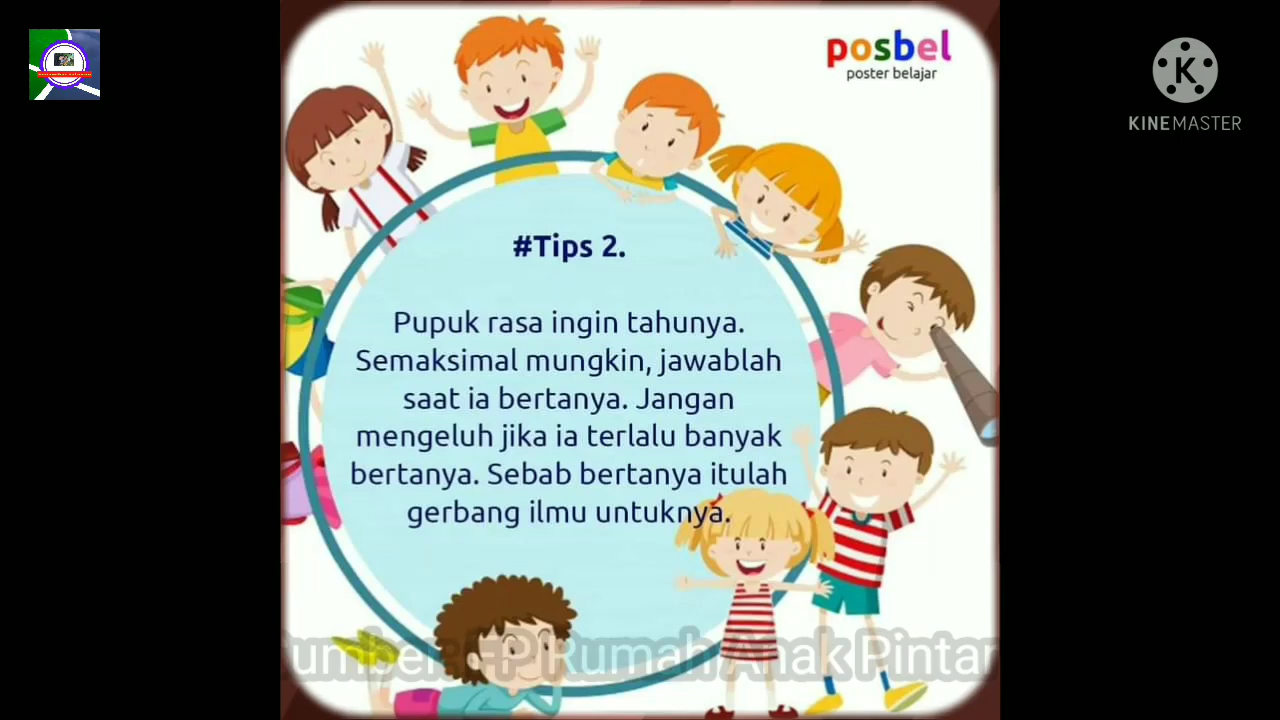 posbel
poster belajar
KINEMASTER
#Tips 2.
Pupuk rasa ingin tahunya.
Semaksimal mungkin, jawablah
saat ia bertanya. Jangan
mengeluh jika ia terlalu banyak
bertanya. Sebab bertanya itulah
gerbang ilmu untuknya.
Rumah Anak Pintar